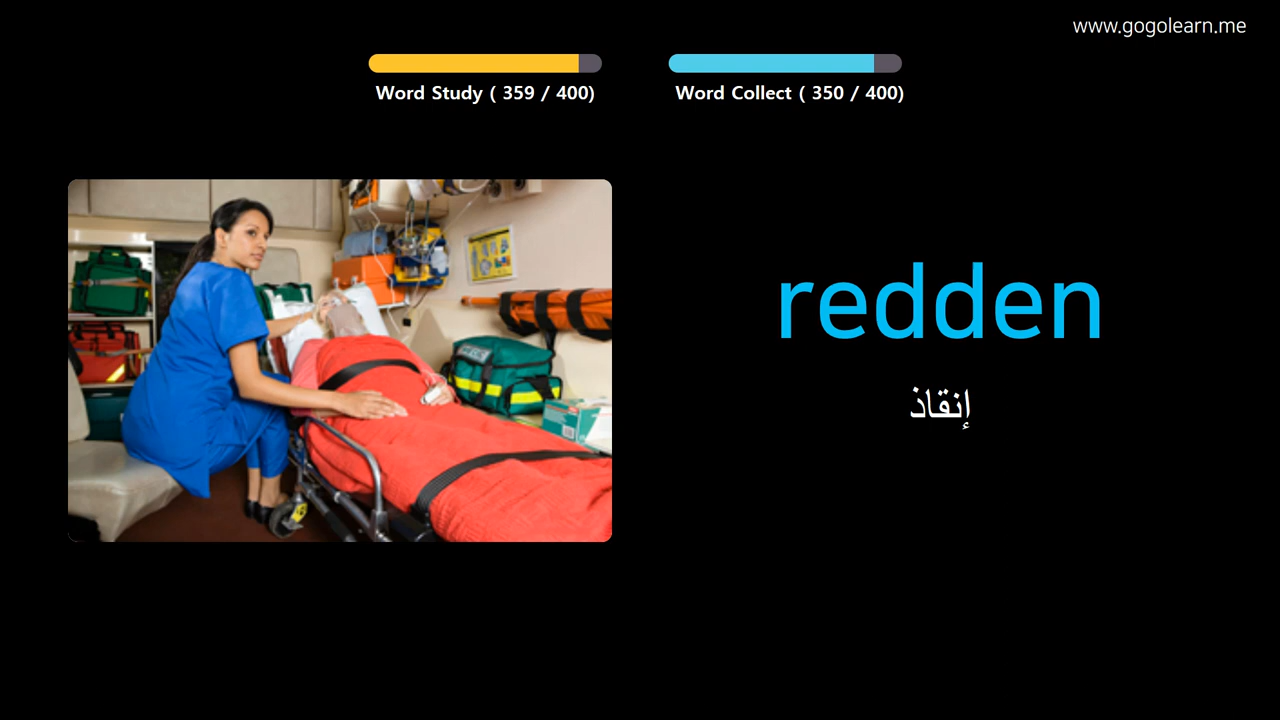 www.gogolearn.me
Word Study ( 359 / 400)
Word Collect ( 350 / 400)
redden
إنقاذ